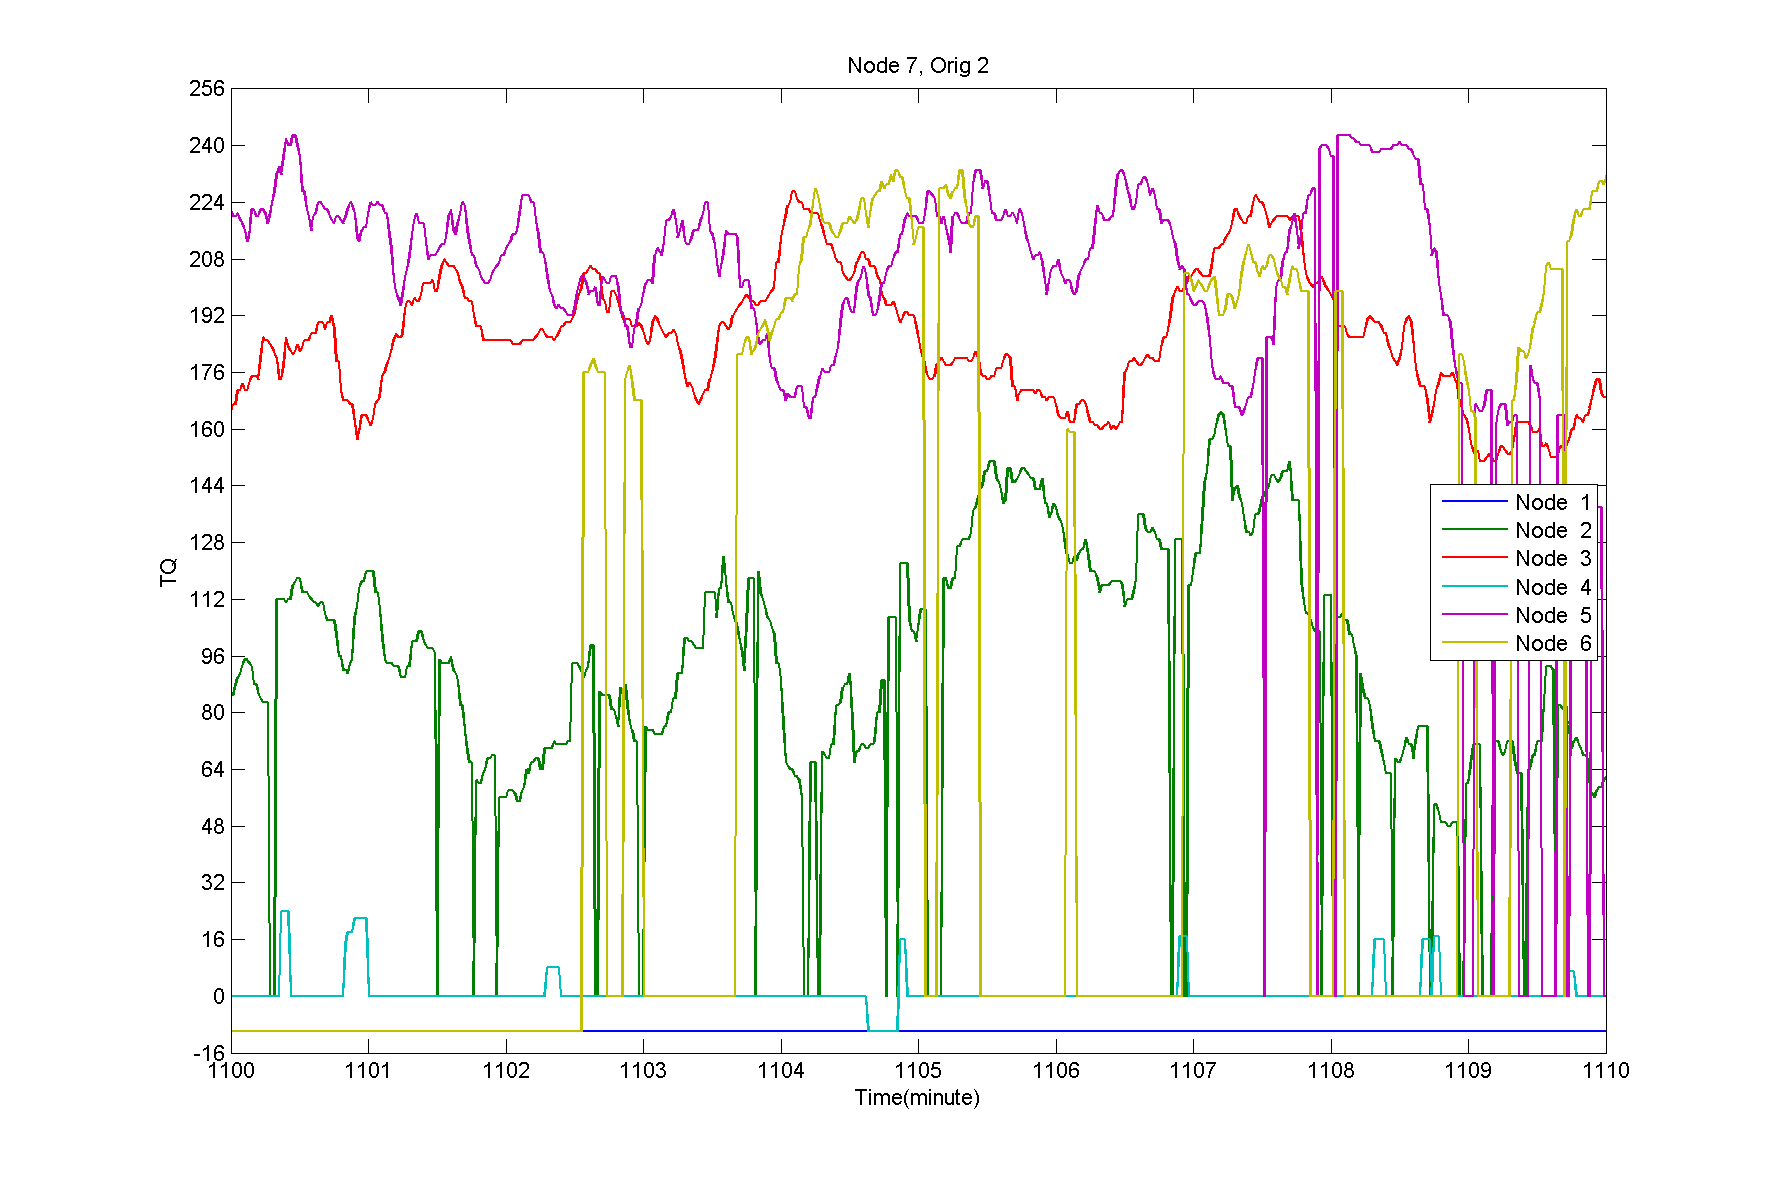 Node 7, Orig 2
256
240
224
208
192
176
160
144
128
112
96
80
64
48
32
16
0
-16
TQ
Node 1
Node 2
Node 3
Node 4
Node 5
Node 6
1100 1101 1102 1103 1104 1105 1106 1107 1108 1109 1110
Time(minute)